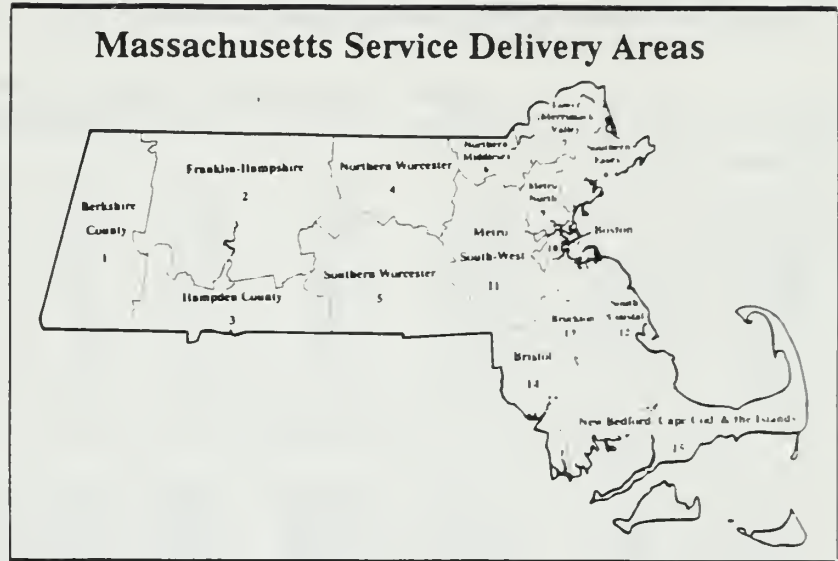 Massachusetts Service Delivery Areas
Lower
Merrimack
Valley
7
Northern
Middlesex
6
Southern
Essex
Franklin-Hampshire
2
Northern Worcester
4
Metro
North
Berkshire
County
1
Metro
South-West
11
Boston
10
Southern Worcester
5
Hampden County
3
Brockton
13
South
Coastal
12
Bristol
14
New Bedford, Cape Cod, & the Islands
15